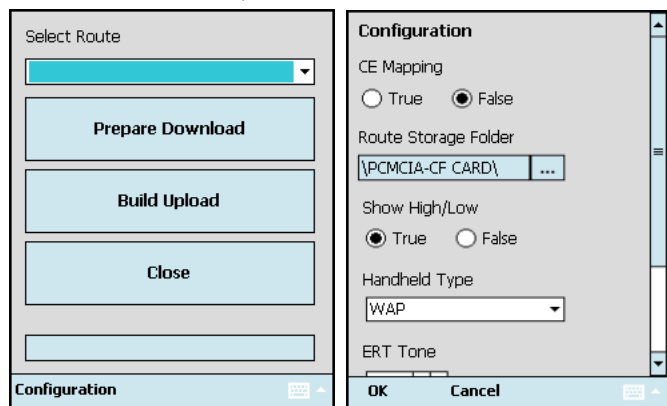 Select Route
Prepare Download
Build Upload
Close
Configuration
Configuration
CE Mapping
True False
Route Storage Folder
\PCMCIA-CF CARD\ ...
Show High/Low
True False
Handheld Type
WAP
ERT Tone
OK Cancel